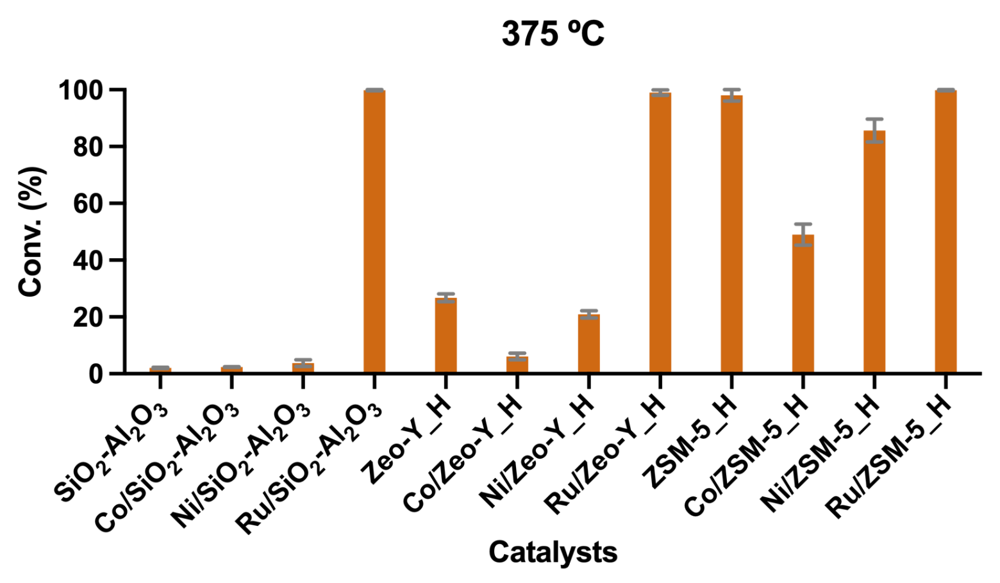 375 ºC
Conv. (%)
100
80
60
40
20
0
SiO₂-Al₂O₃
Co/SiO₂-Al₂O₃
Ni/SiO₂-Al₂O₃
Ru/SiO₂-Al₂O₃
Zeo-Y_H
Co/Zeo-Y_H
Ni/Zeo-Y_H
Ru/Zeo-Y_H
ZSM-5_H
Co/ZSM-5_H
Ni/ZSM-5_H
Ru/ZSM-5_H
Catalysts